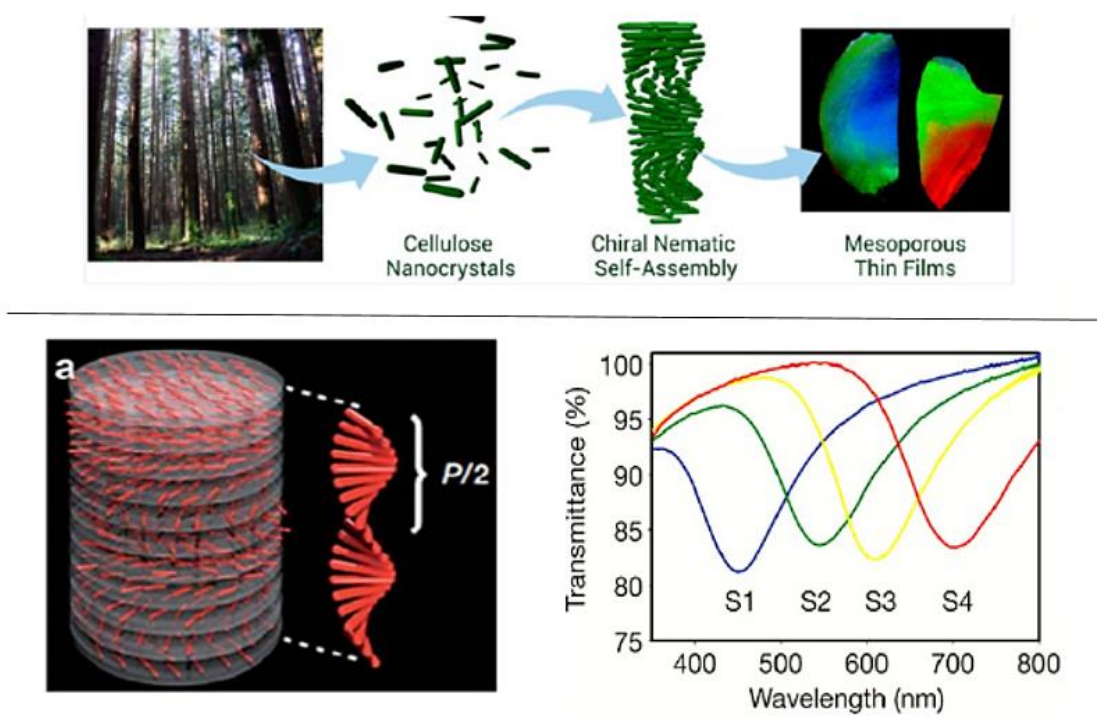 Cellulose
Nanocrystals
Chiral Nematic
Self-Assembly
Mesoporous
Thin Films
a
P/2
100
95
90
85
80
75
Transmittance (%)
S1 S2 S3 S4
400 500 600 700 800
Wavelength (nm)